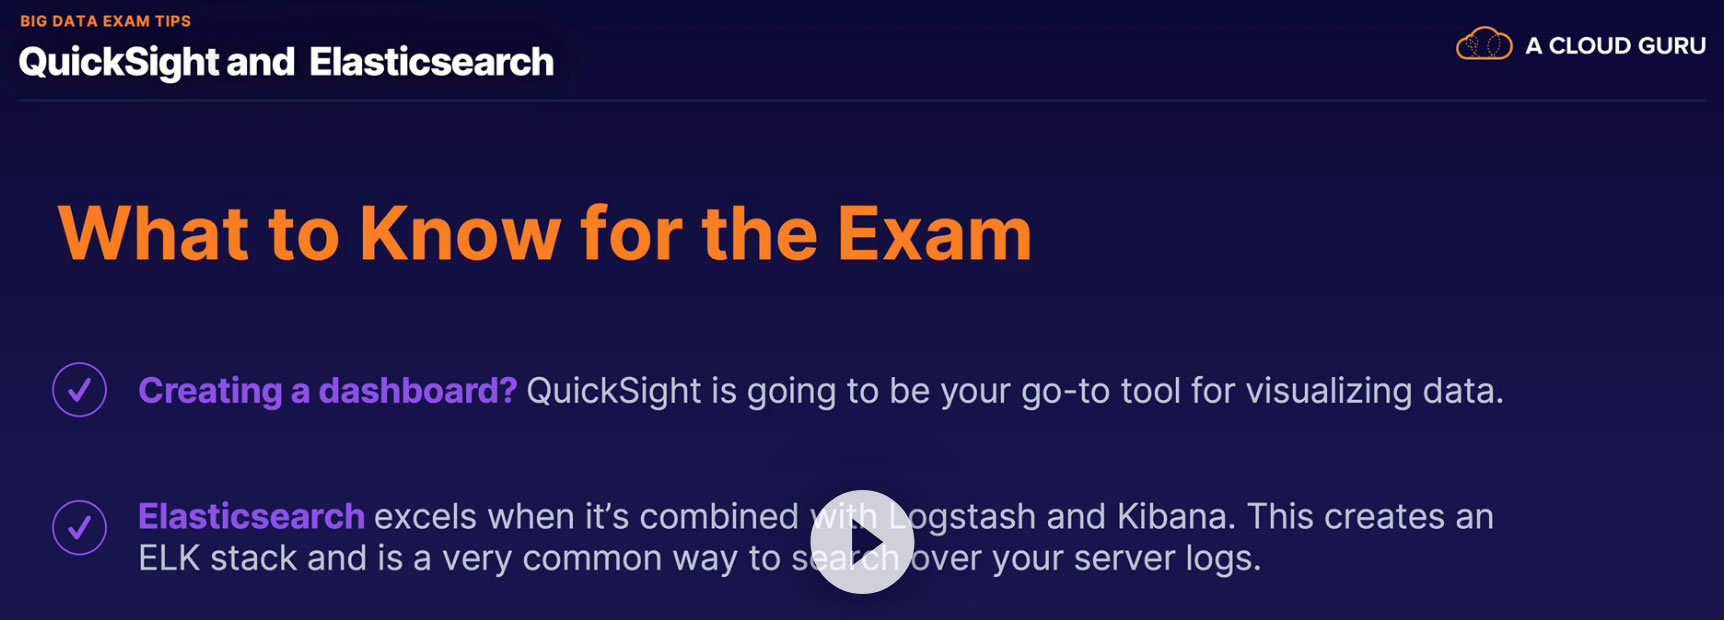 BIG DATA EXAM TIPS
QuickSight and Elasticsearch
A CLOUD GURU
What to Know for the Exam
Creating a dashboard? QuickSight is going to be your go-to tool for visualizing data.
Elasticsearch excels when it’s combined with Logstash and Kibana. This creates an
ELK stack and is a very common way to search over your server logs.